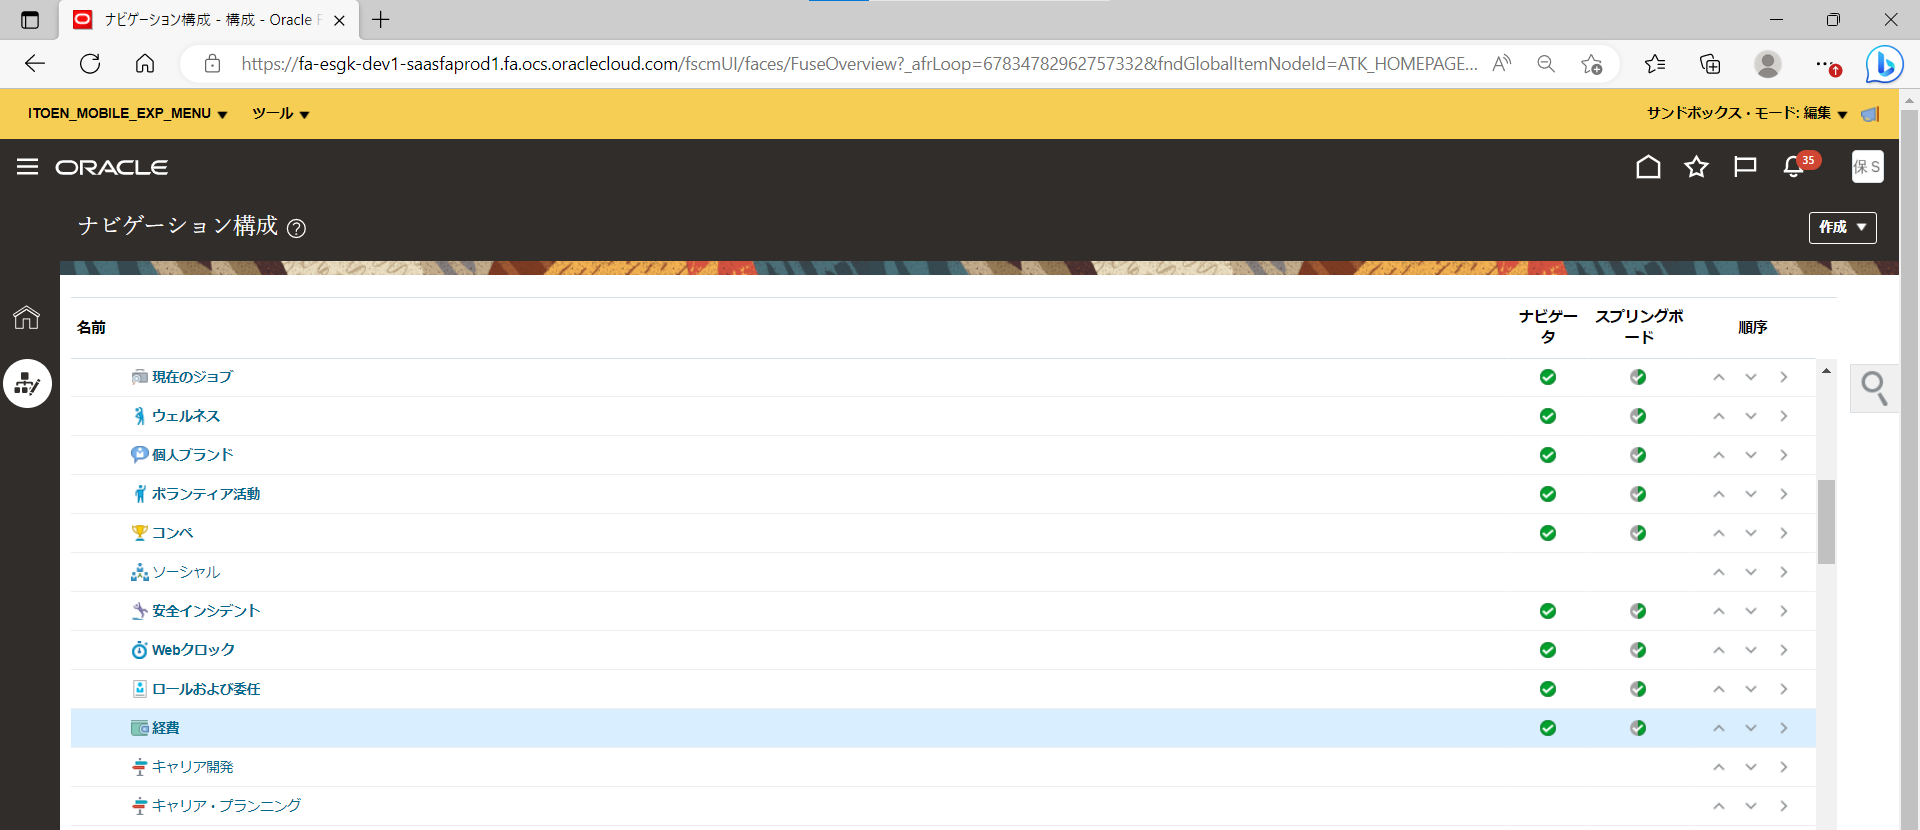 ナビゲーション構成 - 構成 - Oracle F
https://fa-esgk-dev1-saasfaprod1.fa.ocs.oraclecloud.com/fscmUI/faces/FuseOverview?_afrLoop=67834782962757332&fndGlobalItemNodeId=ATK_HOMEPAGE...
ITOEN_MOBILE_EXP_MENU ツール サンドボックス・モード: 編集
ORACLE 35 保 S
ナビゲーション構成 ? 作成
名前 ナビゲー
タ スプリングボ
ード 順序
現在のジョブ
ウェルネス
個人ブランド
ボランティア活動
コンペ
ソーシャル
安全インシデント
Webクロック
ロールおよび委任
経費
キャリア開発
キャリア・プランニング